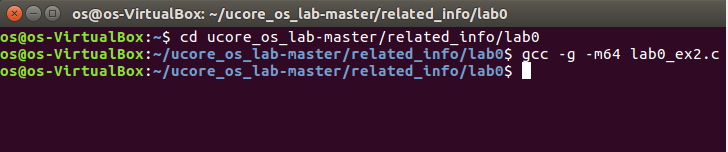 os@os-VirtualBox: ~/ucore_os_lab-master/related_info/lab0
os@os-VirtualBox:~$ cd ucore_os_lab-master/related_info/lab0
os@os-VirtualBox:~/ucore_os_lab-master/related_info/lab0$ gcc -g -m64 lab0_ex2.c
os@os-VirtualBox:~/ucore_os_lab-master/related_info/lab0$